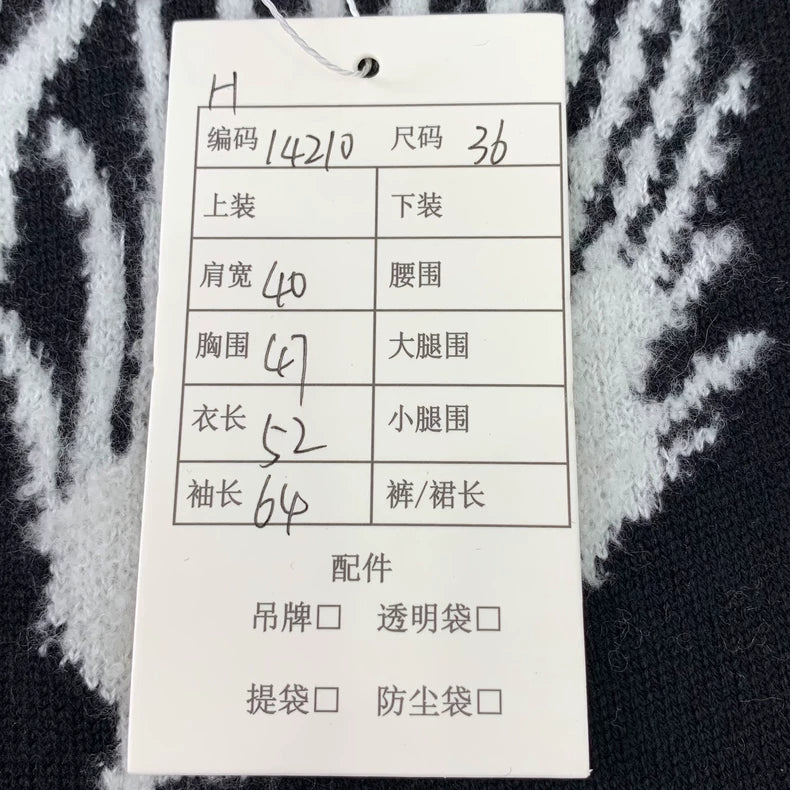 H
编码 14210 尺码 36
上装 下装
肩宽 40 腰围
胸围 47 大腿围
衣长 52 小腿围
袖长 64 裤/裙长
配件
吊牌□ 透明袋□
提袋□ 防尘袋□